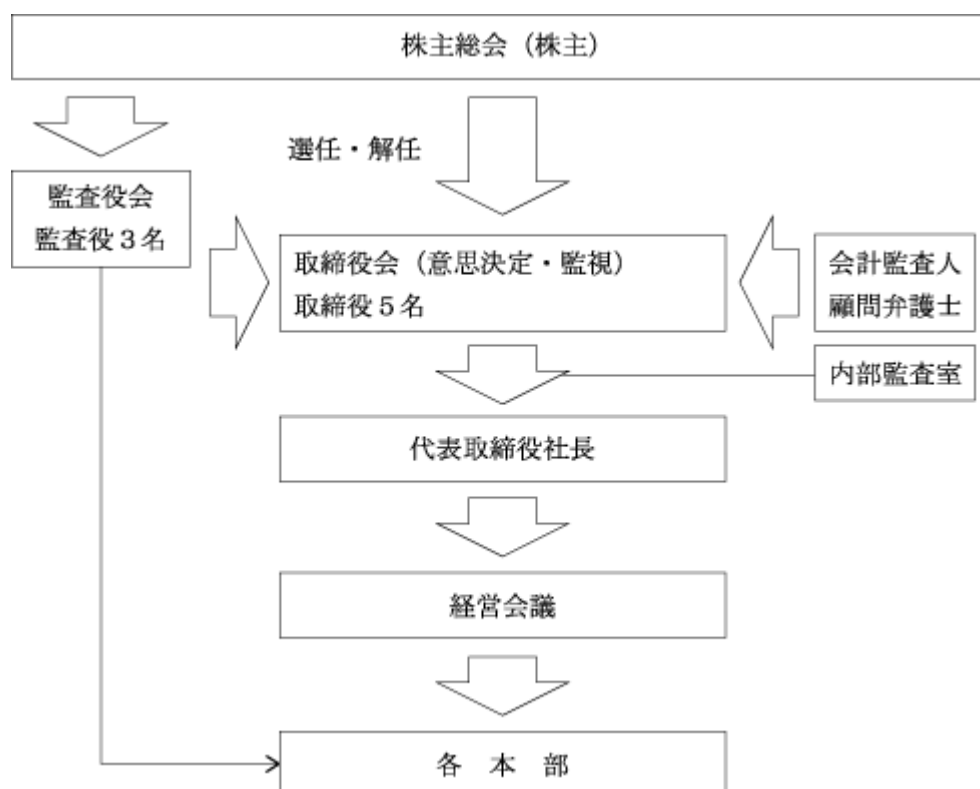 株主総会（株主）
選任・解任
監査役会
監査役３名
取締役会（意思決定・監視）
取締役５名
会計監査人
顧問弁護士
内部監査室
代表取締役社長
経営会議
各　本　部